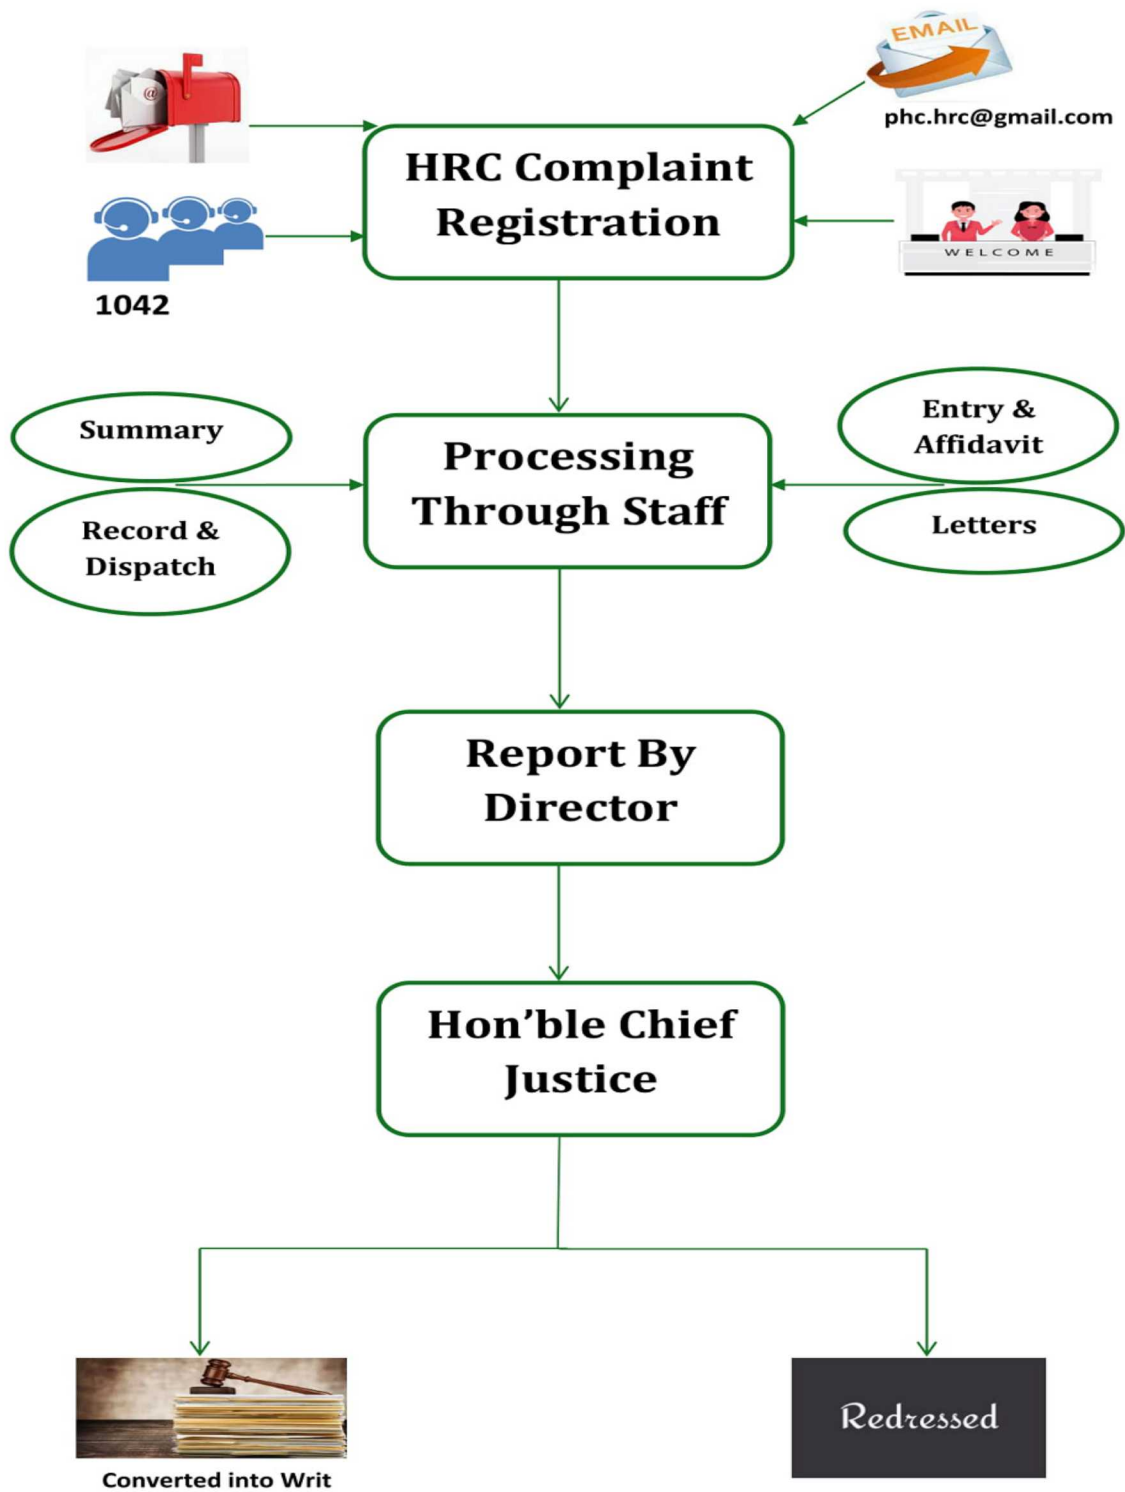 EMAIL
phc.hrc@gmail.com
@
HRC Complaint
Registration
WELCOME
1042
Summary
Record &
Dispatch
Processing
Through Staff
Entry &
Affidavit
Letters
Report By
Director
Hon’ble Chief
Justice
Converted into Writ
Redressed